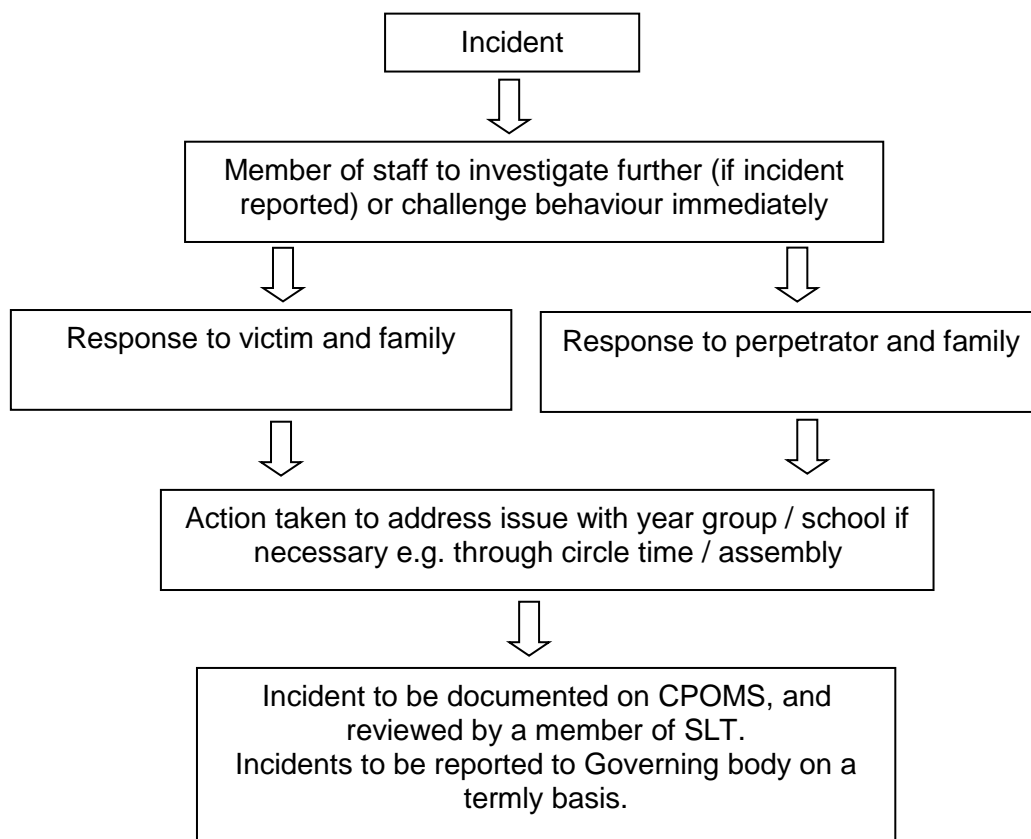 Incident
Member of staff to investigate further (if incident
reported) or challenge behaviour immediately
Response to victim and family
Response to perpetrator and family
Action taken to address issue with year group / school if
necessary e.g. through circle time / assembly
Incident to be documented on CPOMS, and
reviewed by a member of SLT.
Incidents to be reported to Governing body on a
termly basis.